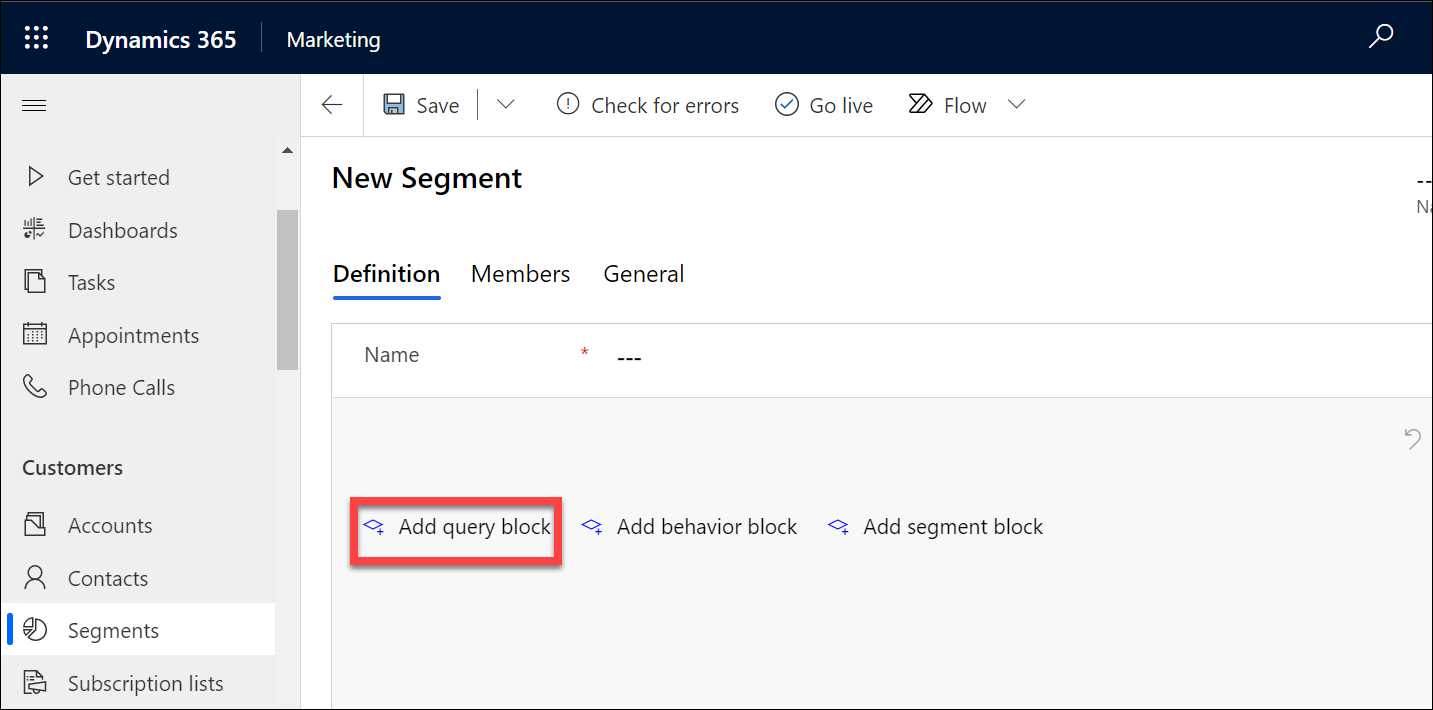 Dynamics 365 Marketing
Save Check for errors Go live Flow
Get started
Dashboards
Tasks
Appointments
Phone Calls
Customers
Accounts
Contacts
Segments
Subscription lists
New Segment
---
Definition Members General
Name * ---
Add query block Add behavior block Add segment block